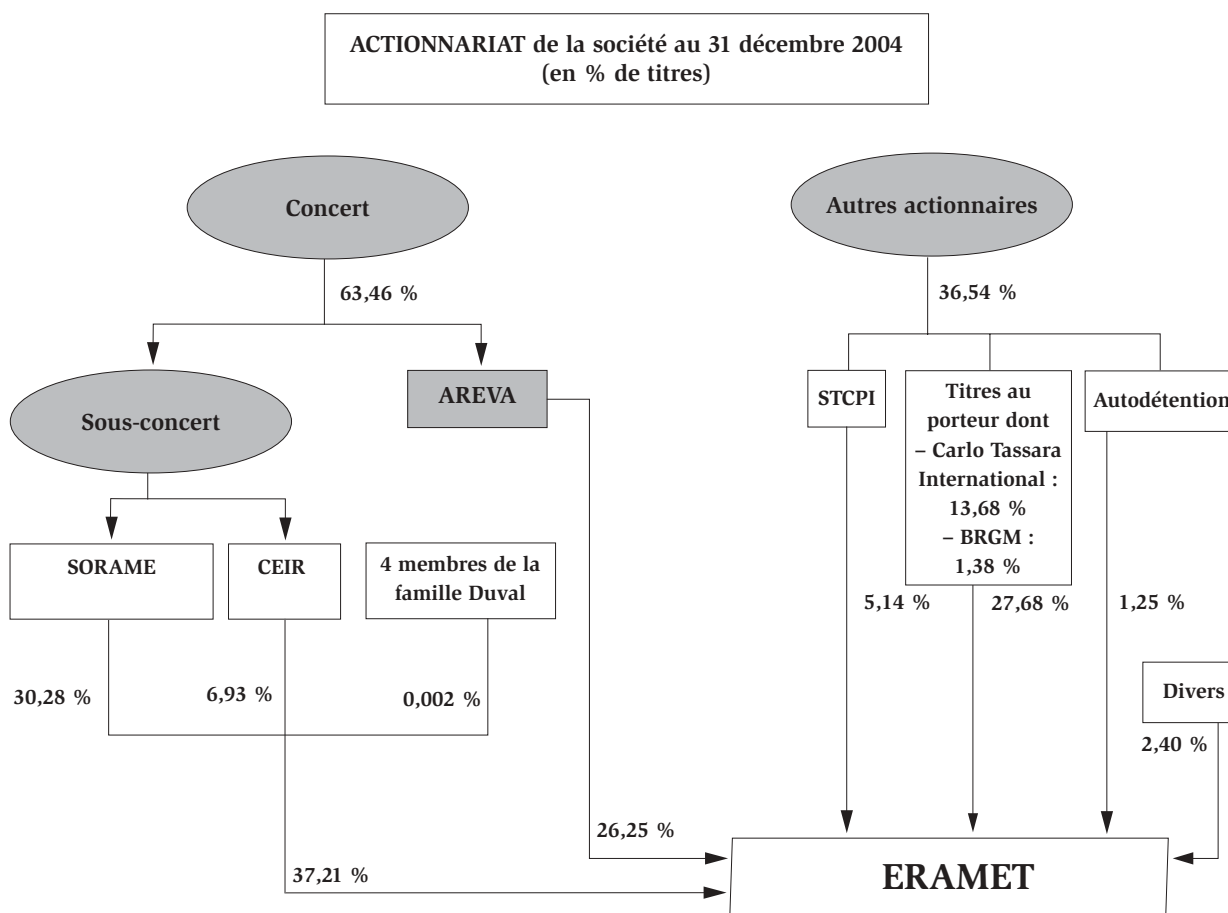 ACTIONNARIAT de la société au 31 décembre 2004
(en % de titres)
Concert
Autres actionnaires
63,46 %
36,54 %
Sous-concert
AREVA
STCPI
Titres au
porteur dont
– Carlo Tassara
International :
13,68 %
– BRGM :
1,38 %
Autodétention
SORAME
CEIR
4 membres de la
famille Duval
5,14 %
27,68 %
1,25 %
30,28 %
6,93 %
0,002 %
Divers
2,40 %
26,25 %
37,21 %
ERAMET